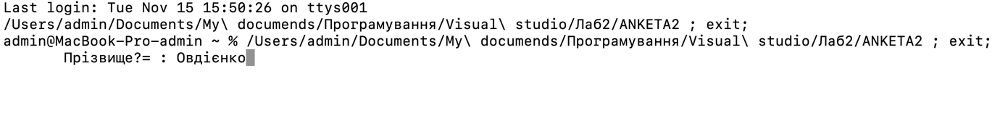 Last login: Tue Nov 15 15:50:26 on ttys001
/Users/admin/Documents/My\ documends/Програмування/Visual\ studio/Лаб2/ANKETA2 ; exit;
admin@MacBook-Pro-admin ~ % /Users/admin/Documents/My\ documends/Програмування/Visual\ studio/Лаб2/ANKETA2 ; exit;
Прізвище?= : Овдієнко